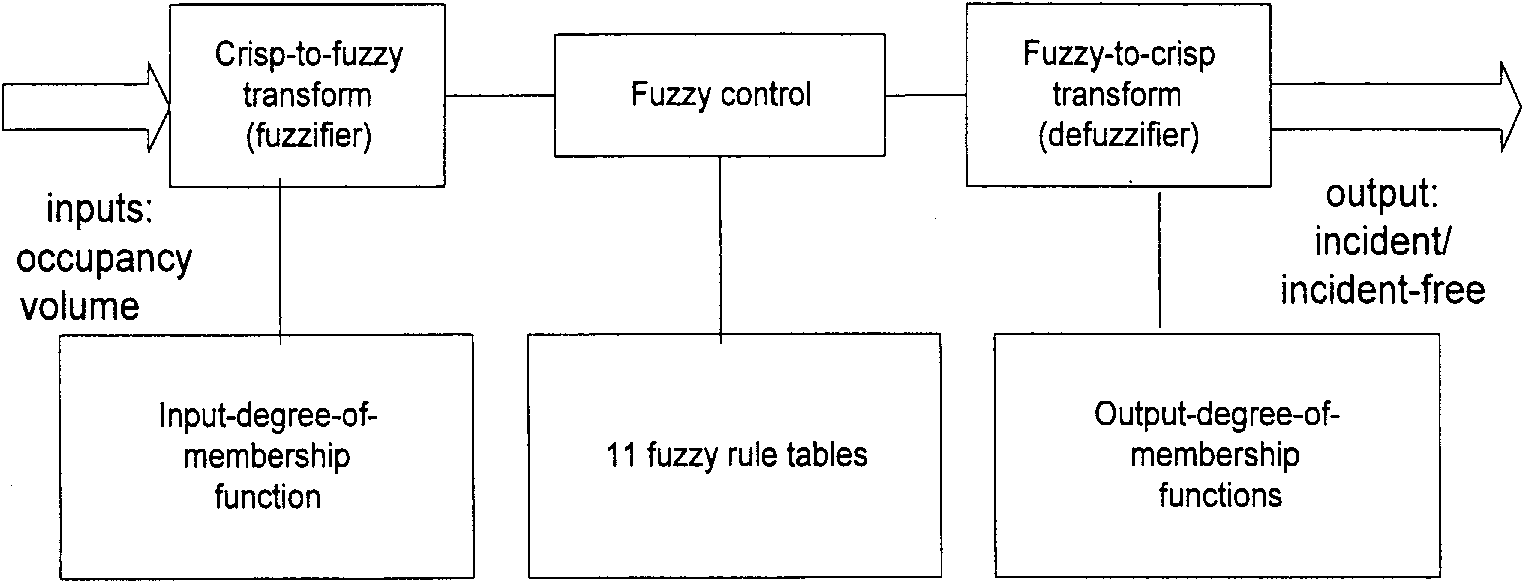 Crisp-to-fuzzy
transform
(fuzzifier)
Fuzzy control
Fuzzy-to-crisp
transform
(defuzzifier)
inputs:
occupancy
volume
output:
incident/
incident-free
Input-degree-of-
membership
function
11 fuzzy rule tables
Output-degree-of-
membership
functions